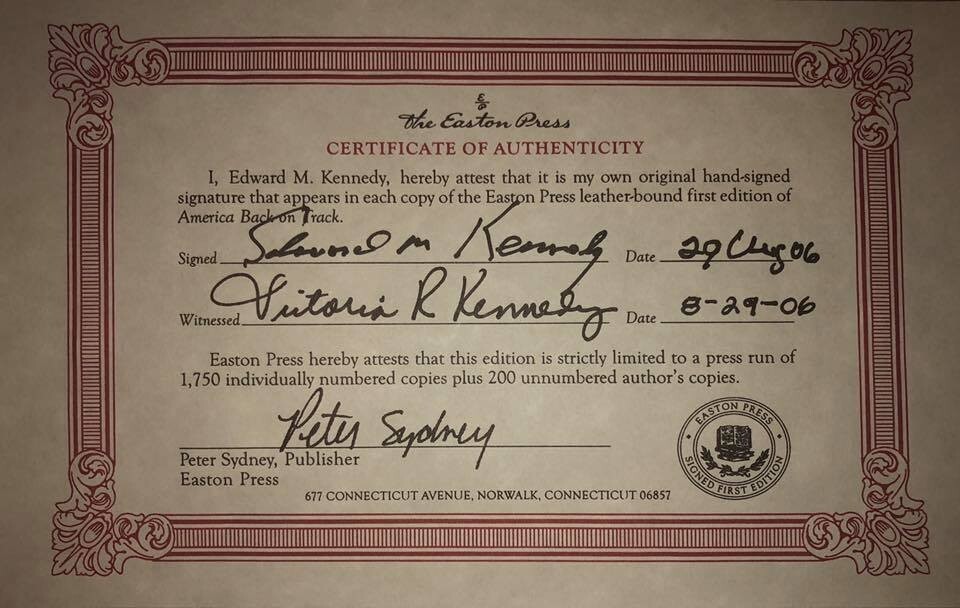 E/P
The Easton Press
CERTIFICATE OF AUTHENTICITY
I, Edward M. Kennedy, hereby attest that it is my own original hand-signed
signature that appears in each copy of the Easton Press leather-bound first edition of
America Back on Track.
Signed Edward M Kennedy Date 29 Aug 06
Witnessed Victoria R Kennedy Date 8-29-06
Easton Press hereby attests that this edition is strictly limited to a press run of
1,750 individually numbered copies plus 200 unnumbered author's copies.
Peter Sydney
Peter Sydney, Publisher
Easton Press
677 CONNECTICUT AVENUE, NORWALK, CONNECTICUT 06857
EASTON PRESS
SIGNED FIRST EDITION